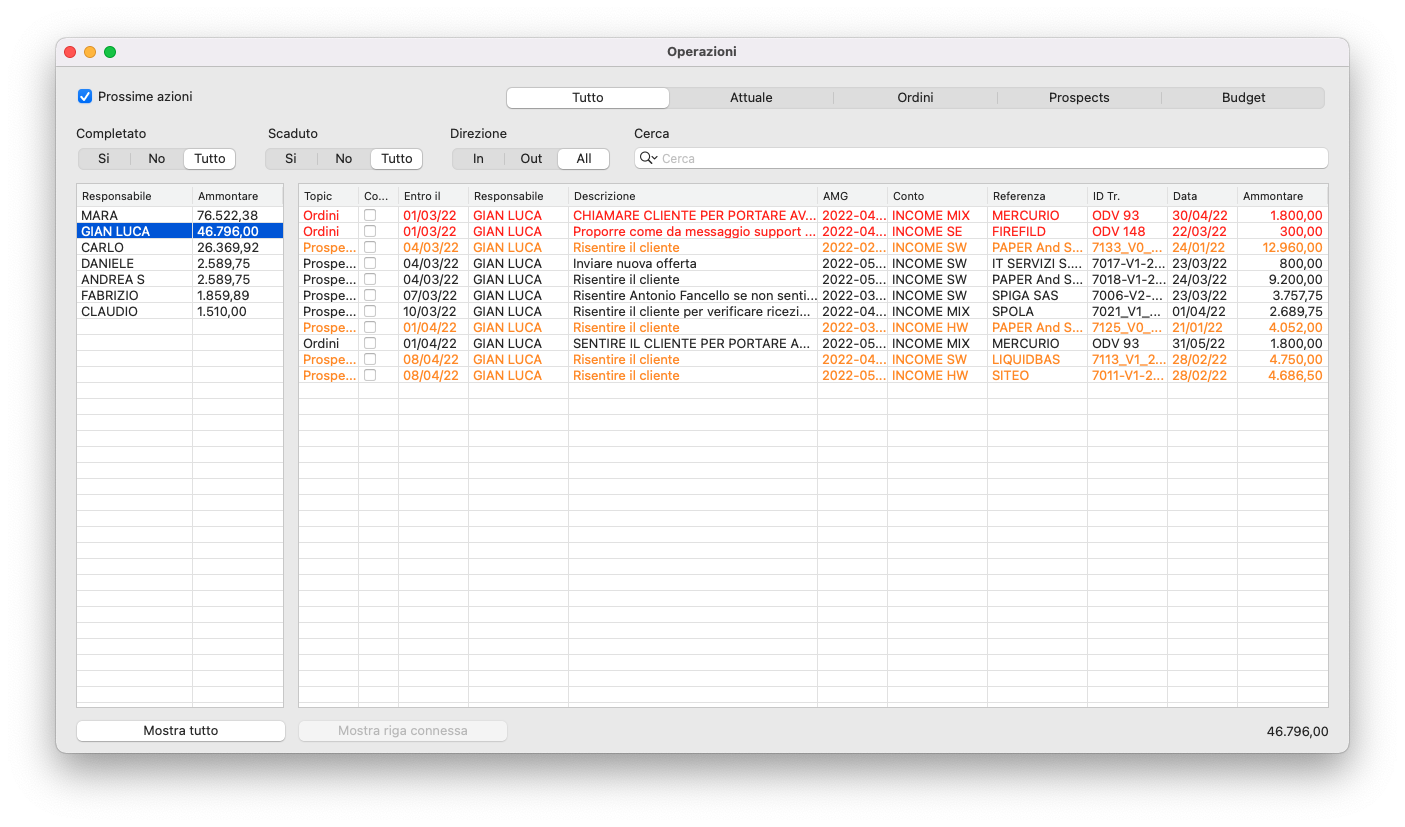 Operazioni
Prossime azioni
Tutto Attuale Ordini Prospects Budget
Completato Scaduto Direzione Cerca
Si No Tutto Si No Tutto In Out All Cerca
Responsabile Ammontare
MARA 76.522,38
GIAN LUCA 46.796,00
CARLO 26.369,92
DANIELE 2.589,75
ANDREA S 2.589,75
FABRIZIO 1.859,89
CLAUDIO 1.510,00
Topic Co... Entro il Responsabile Descrizione AMG Conto Referenza ID Tr. Data Ammontare
Ordini 01/03/22 GIAN LUCA CHIAMARE CLIENTE PER PORTARE AV... 2022-04... INCOME MIX MERCURIO ODV 93 30/04/22 1.800,00
Ordini 01/03/22 GIAN LUCA Proporre come da messaggio support ... 2022-04... INCOME SE FIREFILD ODV 148 22/03/22 300,00
Prospe... 04/03/22 GIAN LUCA Risentire il cliente 2022-02... INCOME SW PAPER And S... 7133_V0_... 24/01/22 12.960,00
Prospe... 04/03/22 GIAN LUCA Inviare nuova offerta 2022-05... INCOME SW IT SERVIZI S.... 7017-V1-2... 23/03/22 800,00
Prospe... 04/03/22 GIAN LUCA Risentire il cliente 2022-05... INCOME SW PAPER And S... 7018-V1-2... 24/03/22 9.200,00
Prospe... 07/03/22 GIAN LUCA Risentire Antonio Fancello se non senti... 2022-03... INCOME SW SPIGA SAS 7006-V2-... 23/03/22 3.757,75
Prospe... 10/03/22 GIAN LUCA Risentire il cliente per verificare ricezi... 2022-05... INCOME MIX SPOLA 7021_V1_... 01/04/22 2.689,75
Prospe... 01/04/22 GIAN LUCA Risentire il cliente 2022-03... INCOME HW PAPER And S... 7125_V0_... 21/01/22 4.052,00
Ordini 01/04/22 GIAN LUCA SENTIRE IL CLIENTE PER PORTARE A... 2022-05... INCOME MIX MERCURIO ODV 93 31/05/22 1.800,00
Prospe... 08/04/22 GIAN LUCA Risentire il cliente 2022-04... INCOME SW LIQUIDBAS 7113_V1_2... 28/02/22 4.750,00
Prospe... 08/04/22 GIAN LUCA Risentire il cliente 2022-05... INCOME HW SITEO 7011-V1-2... 28/02/22 4.686,50
Mostra tutto Mostra riga connessa 46.796,00